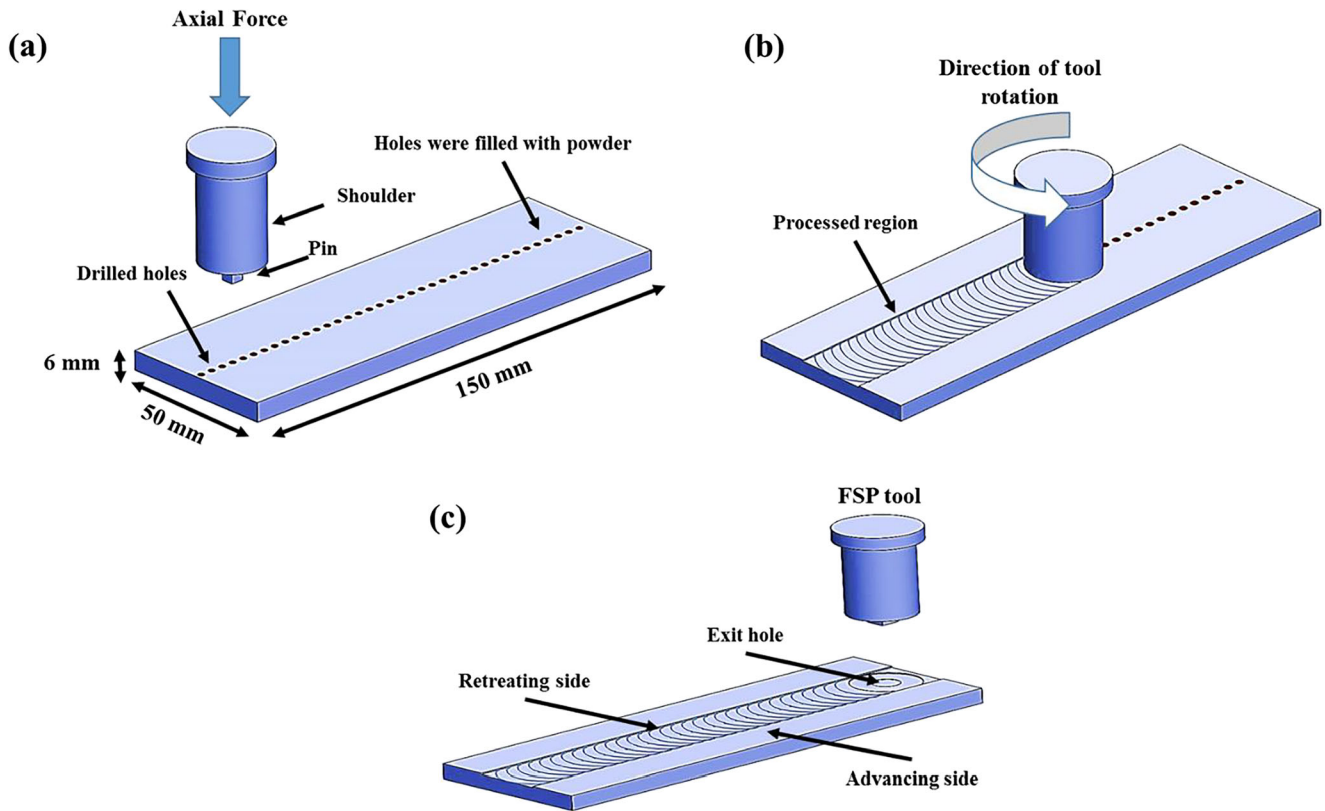 (a)
Axial Force
Holes were filled with powder
Shoulder
Pin
Drilled holes
6 mm
50 mm
150 mm
(b)
Direction of tool
rotation
Processed region
(c)
FSP tool
Exit hole
Retreating side
Advancing side